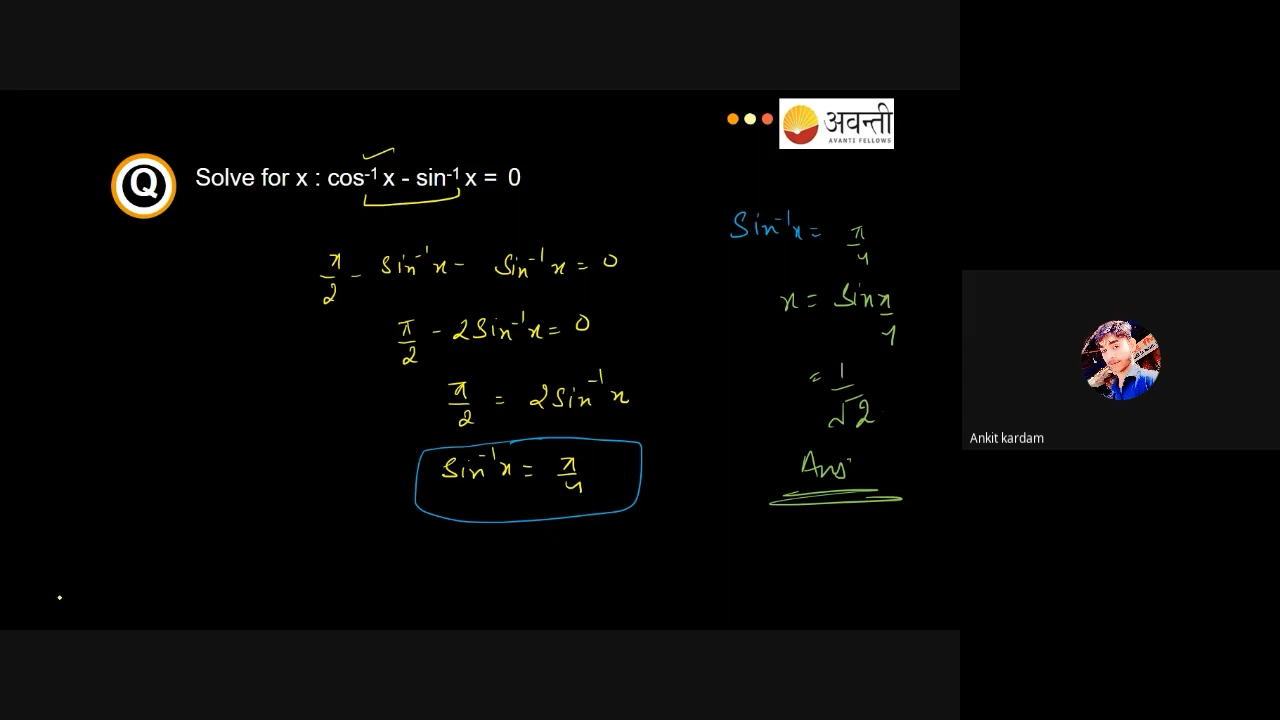 अवन्ती
AVANTI FELLOWS
Q
Solve for x : cos⁻¹ x - sin⁻¹ x = 0
π/2 - Sin⁻¹x - Sin⁻¹x = 0
π/2 - 2Sin⁻¹x = 0
π/2 = 2Sin⁻¹x
Sin⁻¹x = π/4
Sin⁻¹x = π/4
x = Sin π/4
= 1/√2
Ans
Ankit kardam